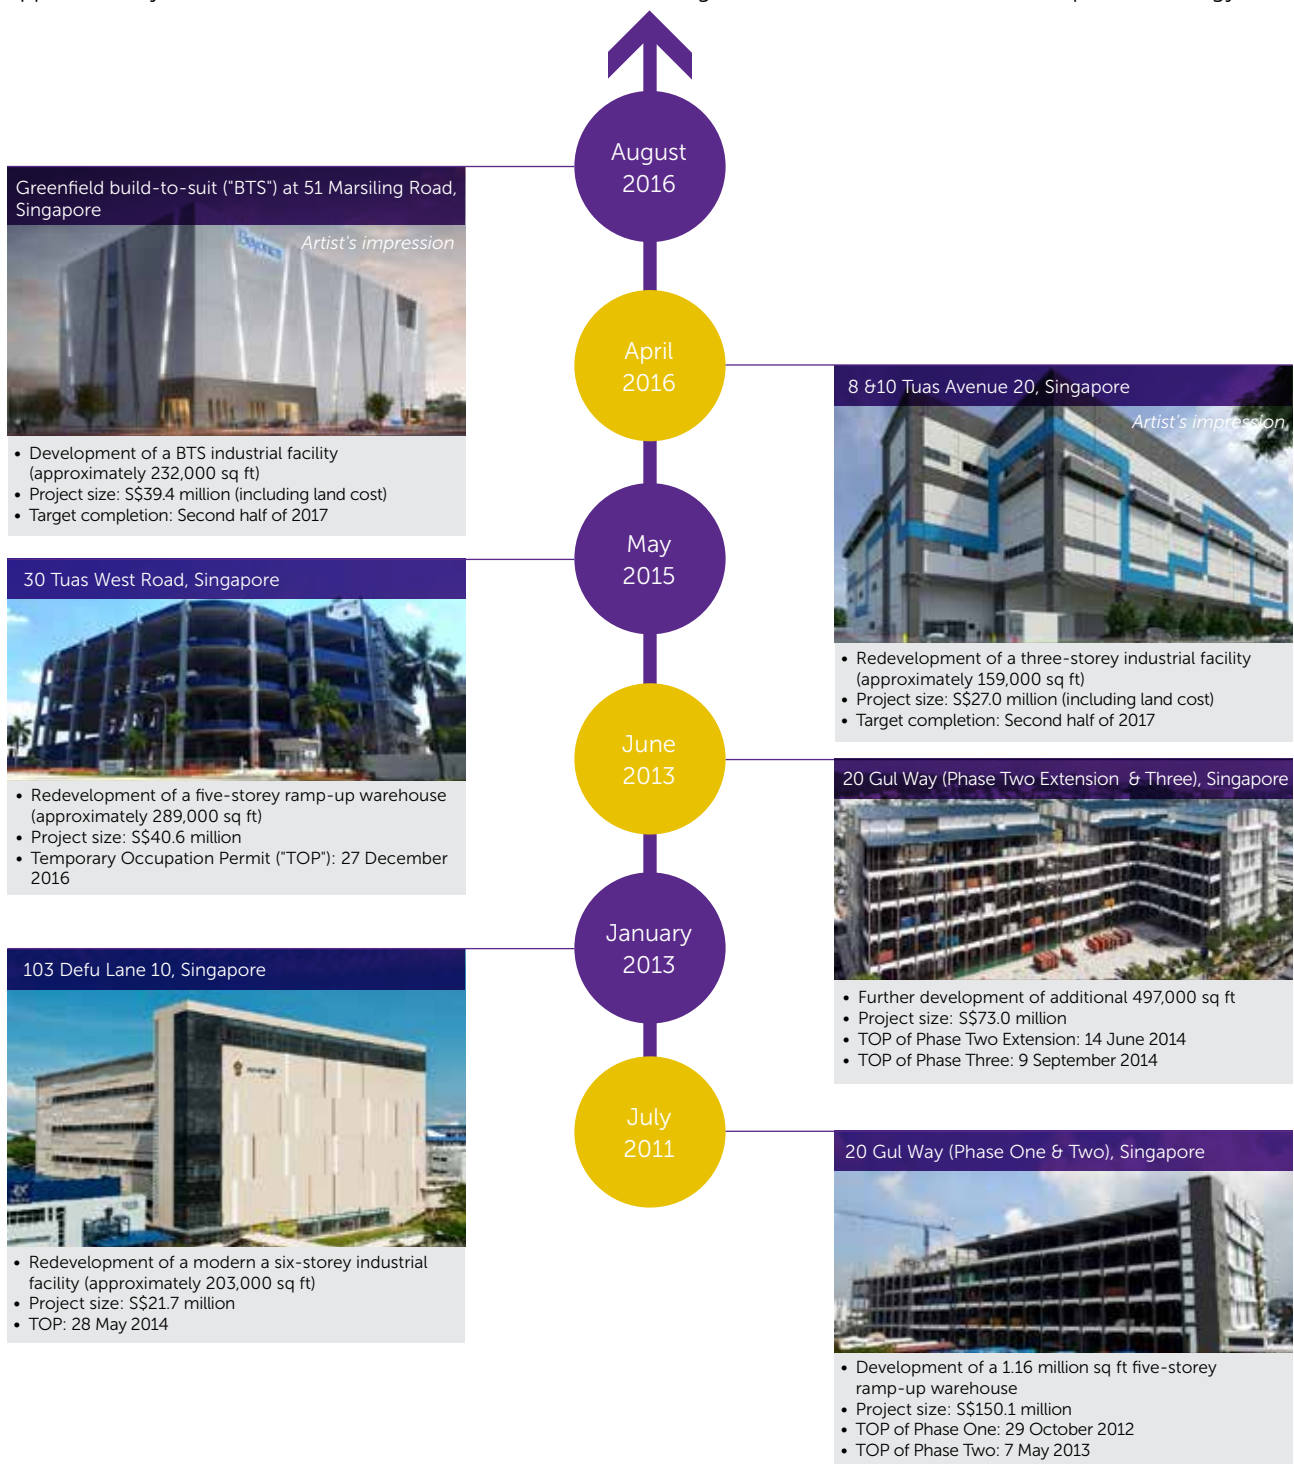 August
2016
Greenfield build-to-suit ("BTS") at 51 Marsiling Road,
Singapore
Artist's impression
Beyonics
• Development of a BTS industrial facility
(approximately 232,000 sq ft)
• Project size: S$39.4 million (including land cost)
• Target completion: Second half of 2017
April
2016
8 &10 Tuas Avenue 20, Singapore
Artist's impression
• Redevelopment of a three-storey industrial facility
(approximately 159,000 sq ft)
• Project size: S$27.0 million (including land cost)
• Target completion: Second half of 2017
May
2015
30 Tuas West Road, Singapore
• Redevelopment of a five-storey ramp-up warehouse
(approximately 289,000 sq ft)
• Project size: S$40.6 million
• Temporary Occupation Permit ("TOP"): 27 December
2016
June
2013
20 Gul Way (Phase Two Extension & Three), Singapore
• Further development of additional 497,000 sq ft
• Project size: S$73.0 million
• TOP of Phase Two Extension: 14 June 2014
• TOP of Phase Three: 9 September 2014
January
2013
103 Defu Lane 10, Singapore
• Redevelopment of a modern a six-storey industrial
facility (approximately 203,000 sq ft)
• Project size: S$21.7 million
• TOP: 28 May 2014
July
2011
20 Gul Way (Phase One & Two), Singapore
• Development of a 1.16 million sq ft five-storey
ramp-up warehouse
• Project size: S$150.1 million
• TOP of Phase One: 29 October 2012
• TOP of Phase Two: 7 May 2013